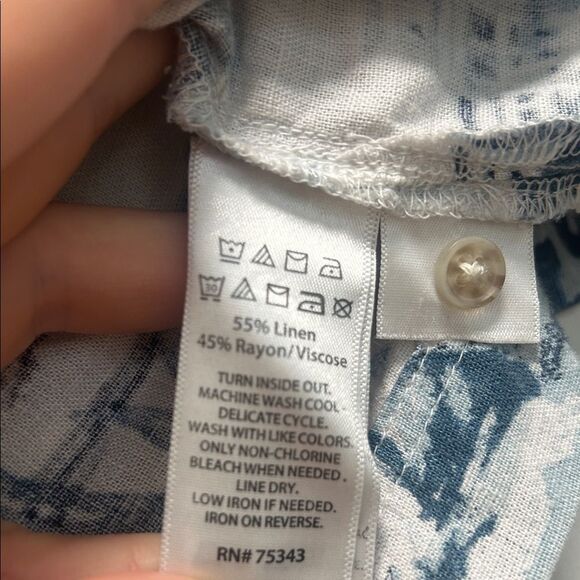 30
55% Linen
45% Rayon/Viscose
TURN INSIDE OUT.
MACHINE WASH COOL -
DELICATE CYCLE.
WASH WITH LIKE COLORS.
ONLY NON-CHLORINE
BLEACH WHEN NEEDED.
LINE DRY.
LOW IRON IF NEEDED.
IRON ON REVERSE.
RN# 75343